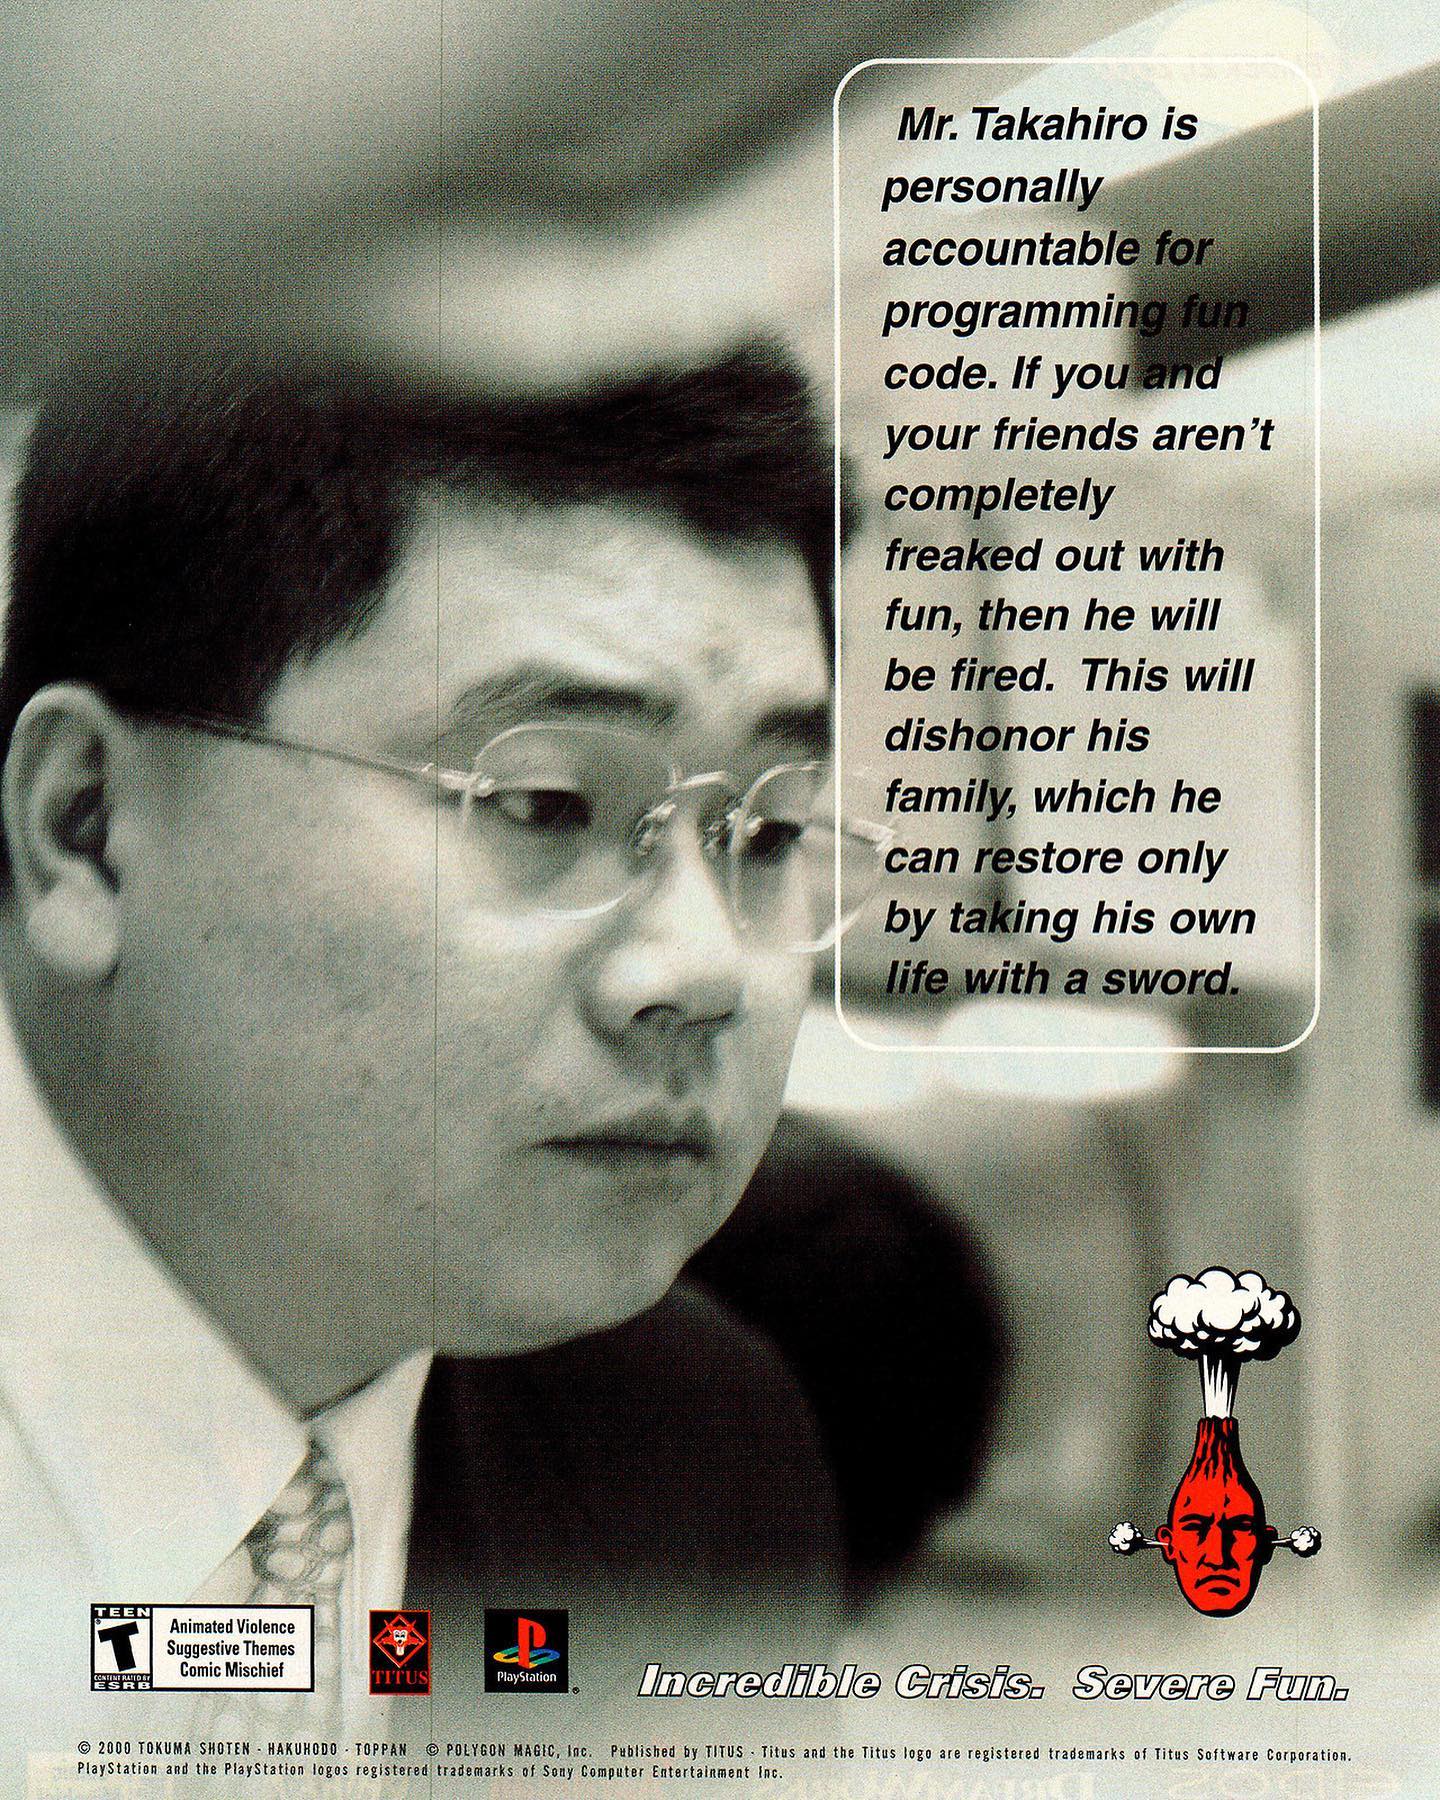 Mr. Takahiro is
personally
accountable for
programming fun
code. If you and
your friends aren't
completely
freaked out with
fun, then he will
be fired. This will
dishonor his
family, which he
can restore only
by taking his own
life with a sword.
TEEN
T
CONTENT RATED BY
ESRB
Animated Violence
Suggestive Themes
Comic Mischief
TITUS
PlayStation
Incredible Crisis. Severe Fun.
© 2000 TOKUMA SHOTEN - HAKUHODO - TOPPAN © POLYGON MAGIC, Inc. Published by TITUS - Titus and the Titus logo are registered trademarks of Titus Software Corporation.
PlayStation and the PlayStation logos registered trademarks of Sony Computer Entertainment Inc.